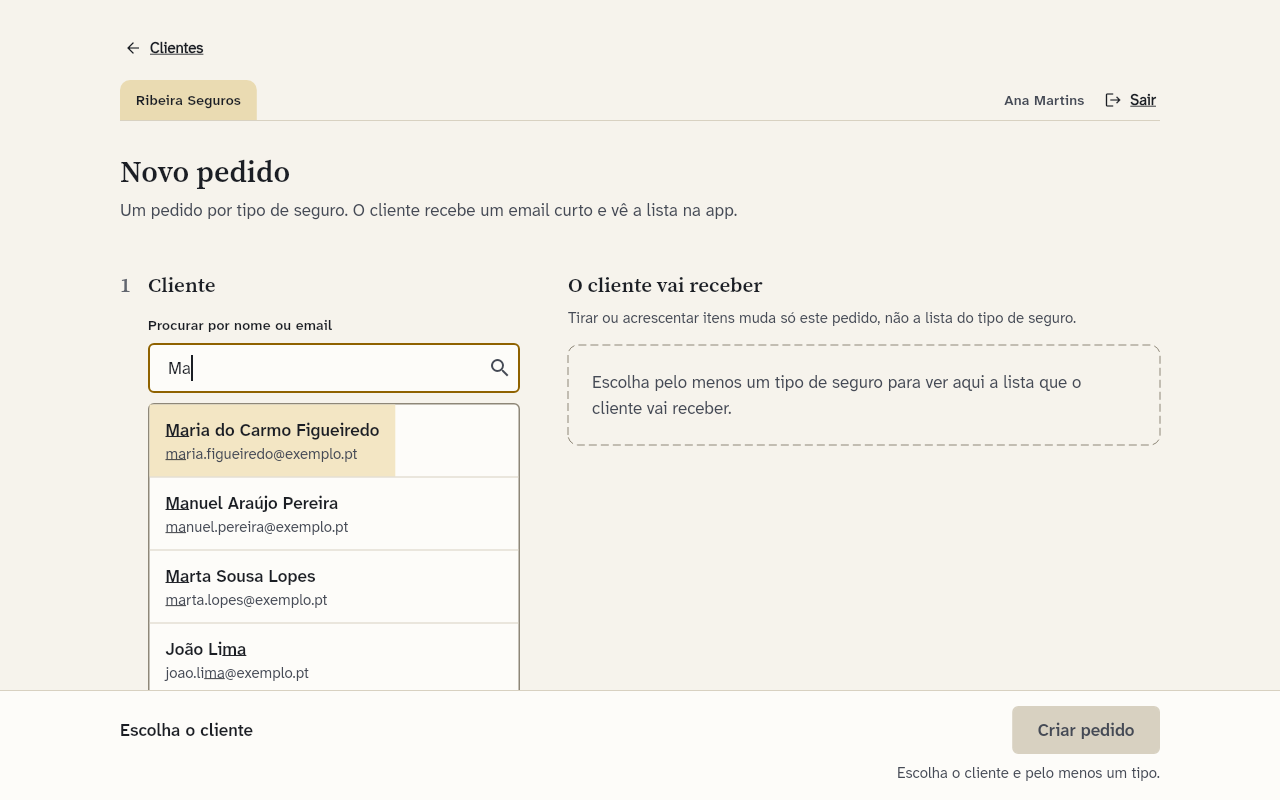 Clientes
Ribeira Seguros
Ana Martins
Sair
Novo pedido
Um pedido por tipo de seguro. O cliente recebe um email curto e vê a lista na app.
1 Cliente
Procurar por nome ou email
Ma
Maria do Carmo Figueiredo
maria.figueiredo@exemplo.pt
Manuel Araújo Pereira
manuel.pereira@exemplo.pt
Marta Sousa Lopes
marta.lopes@exemplo.pt
João Lima
joao.lima@exemplo.pt
O cliente vai receber
Tirar ou acrescentar itens muda só este pedido, não a lista do tipo de seguro.
Escolha pelo menos um tipo de seguro para ver aqui a lista que o
cliente vai receber.
Escolha o cliente
Criar pedido
Escolha o cliente e pelo menos um tipo.